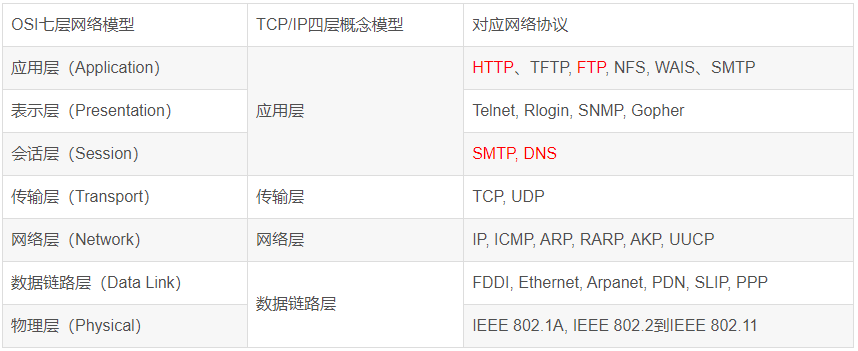 OSI七层网络模型 TCP/IP四层概念模型 对应网络协议
应用层（Application） HTTP、TFTP, FTP, NFS, WAIS、SMTP
表示层（Presentation） 应用层 Telnet, Rlogin, SNMP, Gopher
会话层（Session） SMTP, DNS
传输层（Transport） 传输层 TCP, UDP
网络层（Network） 网络层 IP, ICMP, ARP, RARP, AKP, UUCP
数据链路层（Data Link） FDDI, Ethernet, Arpanet, PDN, SLIP, PPP
数据链路层
物理层（Physical） IEEE 802.1A, IEEE 802.2到IEEE 802.11